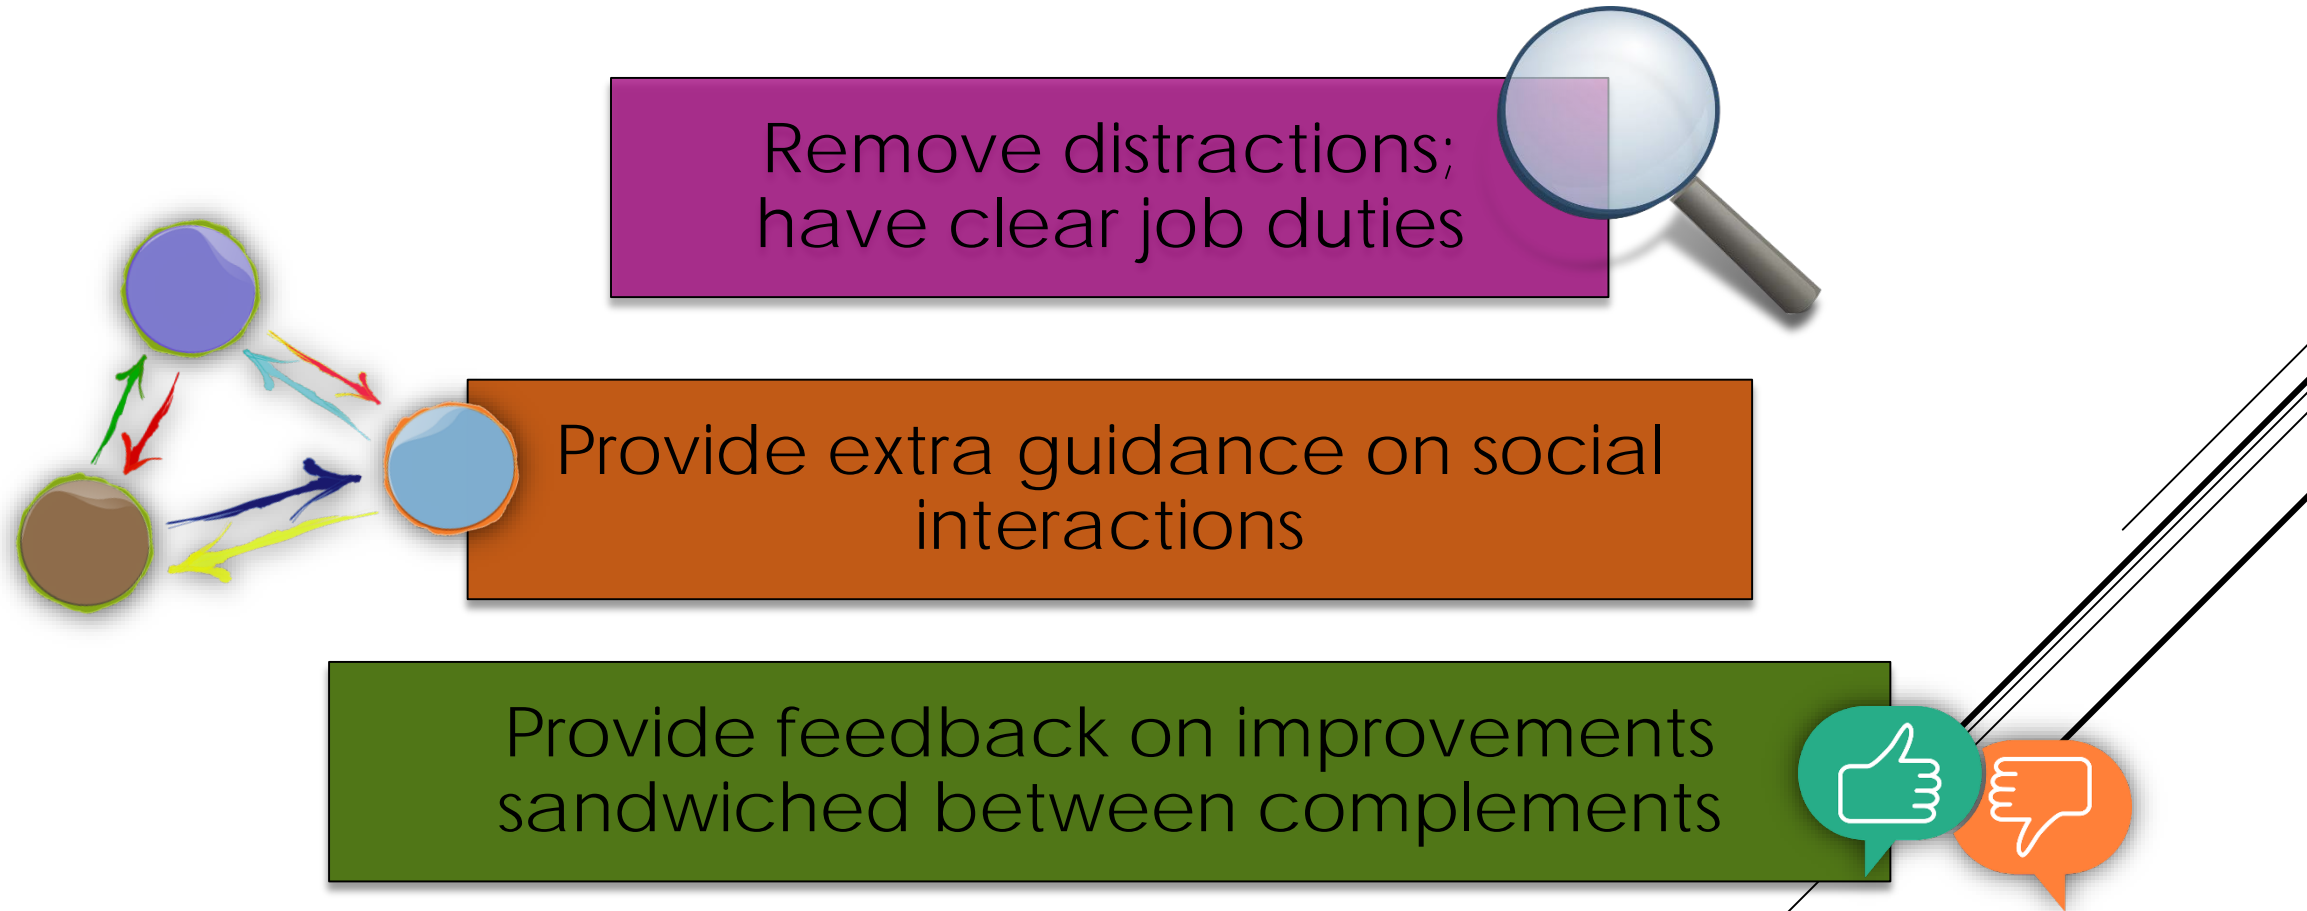 Remove distractions;
have clear job duties
Provide extra guidance on social
interactions
Provide feedback on improvements
sandwiched between complements